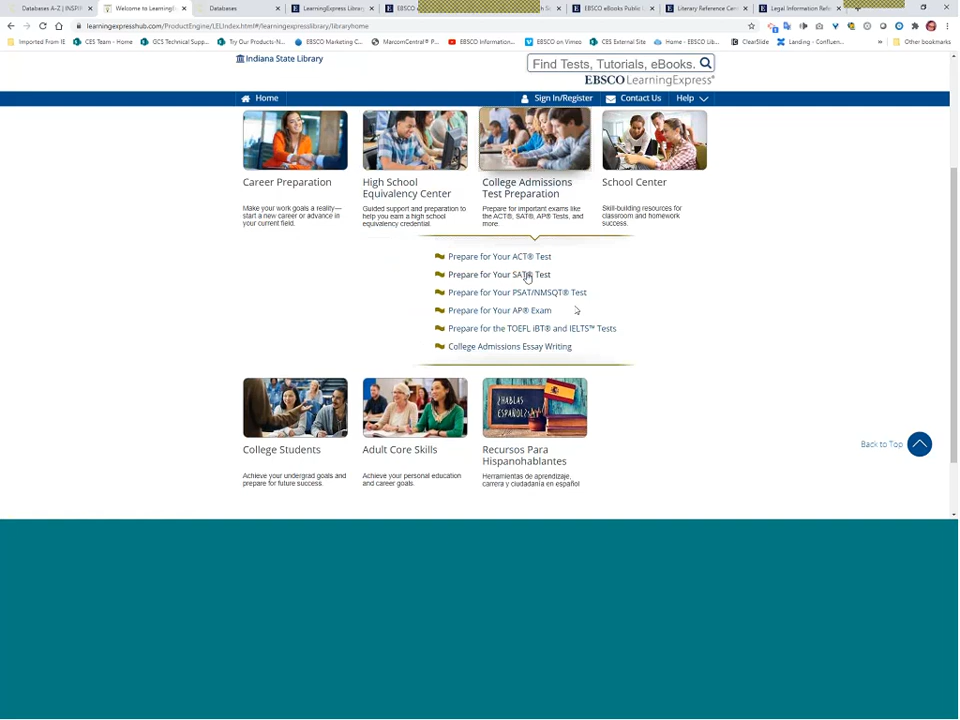 Databases A-Z | INSPI
Welcome to Learningl
Databases
LearningExpress Library
EBSCO
EBSCO eBooks Public
Literary Reference Cen
Legal Information Refe
learningexpresshub.com/ProductEngine/LELIndex.html#/learningexpresslibrary/libraryhome
Imported From IE
CES Team - Home
GCS Technical Supp...
Try Our Products-N...
EBSCO Marketing C...
MarcomCentral® P...
EBSCO Information...
EBSCO on Vimeo
CES External Site
Home - EBSCO Lib...
ClearSlide
Landing - Confluen...
»
Other bookmarks
Indiana State Library
Find Tests, Tutorials, eBooks.
EBSCO LearningExpress®
Home
Sign In/Register
Contact Us
Help
Career Preparation
Make your work goals a reality—
start a new career or advance in
your current field.
High School
Equivalency Center
Guided support and preparation to
help you earn a high school
equivalency credential.
College Admissions
Test Preparation
Prepare for important exams like
the ACT®, SAT®, AP® Tests, and
more.
School Center
Skill-building resources for
classroom and homework
success.
Prepare for Your ACT® Test
Prepare for Your SAT® Test
Prepare for Your PSAT/NMSQT® Test
Prepare for Your AP® Exam
Prepare for the TOEFL iBT® and IELTS™ Tests
College Admissions Essay Writing
¿HABLAS
ESPAÑOL?
College Students
Achieve your undergrad goals and
prepare for future success.
Adult Core Skills
Achieve your personal education
and career goals.
Recursos Para
Hispanohablantes
Herramientas de aprendizaje,
carrera y ciudadanía en español
Back to Top